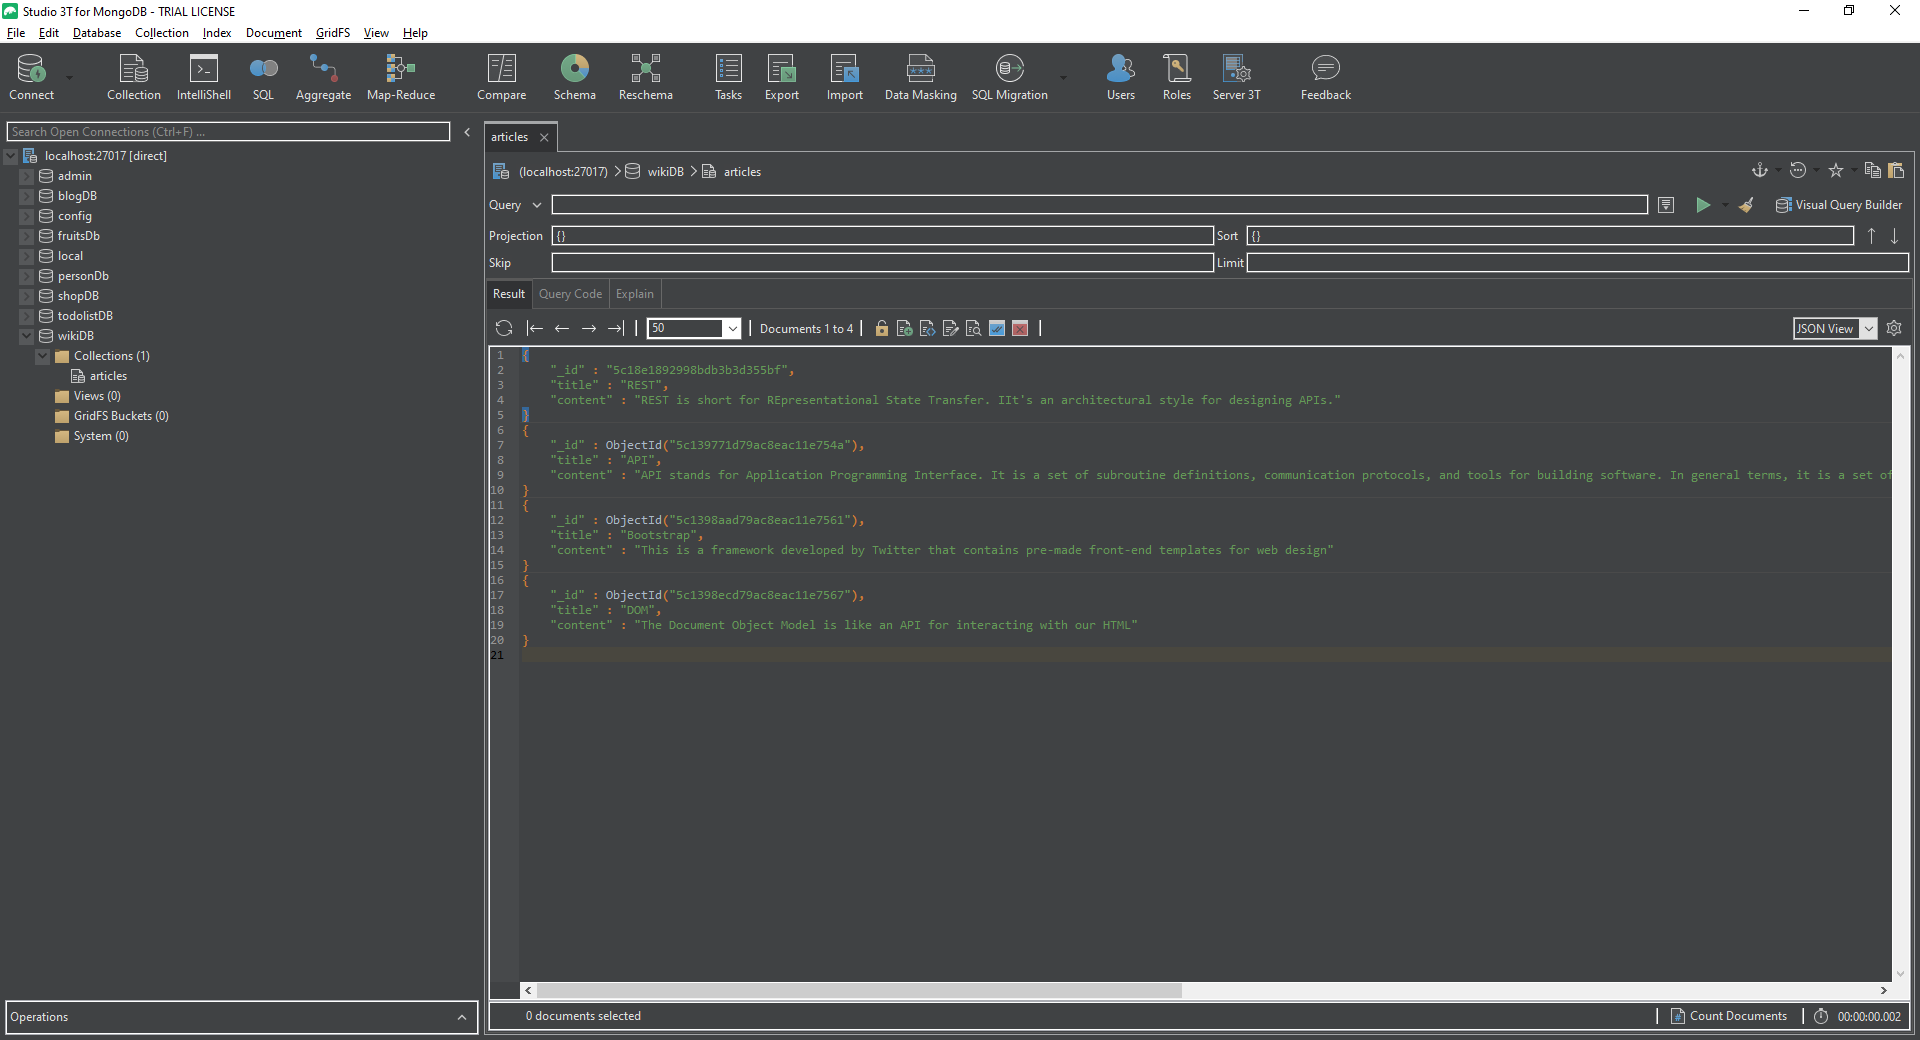 Studio 3T for MongoDB - TRIAL LICENSE
File Edit Database Collection Index Document GridFS View Help
Connect Collection IntelliShell SQL Aggregate Map-Reduce Compare Schema Reschema Tasks Export Import Data Masking SQL Migration Users Roles Server 3T Feedback
Search Open Connections (Ctrl+F) ...
localhost:27017 [direct]
admin
blogDB
config
fruitsDb
local
personDb
shopDB
todolistDB
wikiDB
Collections (1)
articles
Views (0)
GridFS Buckets (0)
System (0)
Operations
articles
(localhost:27017) wikiDB articles
Query Visual Query Builder
Projection {} Sort {}
Skip Limit
Result Query Code Explain
50 Documents 1 to 4 JSON View
1 {
2 "_id" : "5c18e1892998bdb3b3d355bf",
3 "title" : "REST",
4 "content" : "REST is short for REpresentational State Transfer. IIt's an architectural style for designing APIs."
5 }
6 {
7 "_id" : ObjectId("5c139771d79ac8eac11e754a"),
8 "title" : "API",
9 "content" : "API stands for Application Programming Interface. It is a set of subroutine definitions, communication protocols, and tools for building software. In general terms, it is a set of
10 }
11 {
12 "_id" : ObjectId("5c1398aad79ac8eac11e7561"),
13 "title" : "Bootstrap",
14 "content" : "This is a framework developed by Twitter that contains pre-made front-end templates for web design"
15 }
16 {
17 "_id" : ObjectId("5c1398ecd79ac8eac11e7567"),
18 "title" : "DOM",
19 "content" : "The Document Object Model is like an API for interacting with our HTML"
20 }
21
0 documents selected Count Documents 00:00:00.002